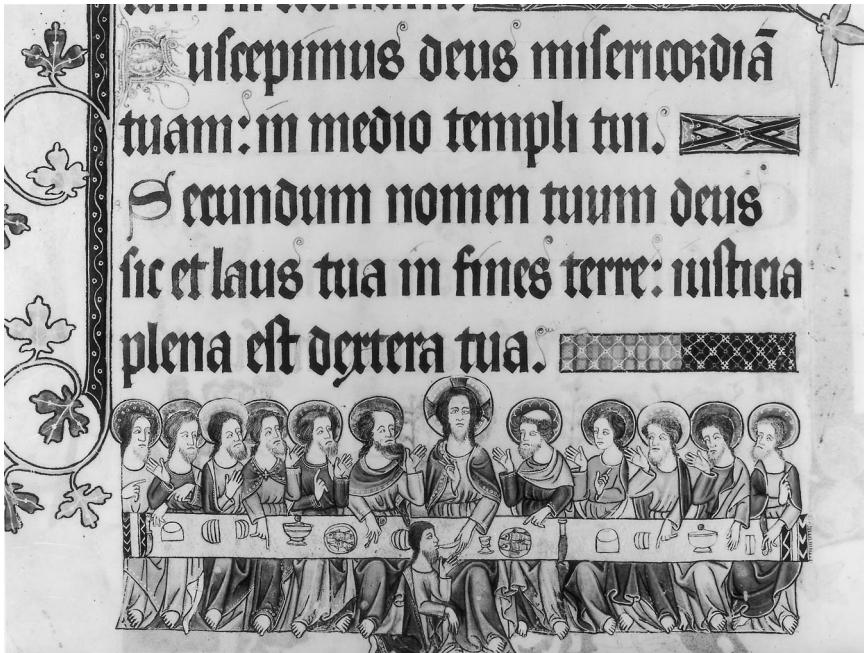 Suscepimus deus misericordiā
tuam: in medio templi tui.
Secundum nomen tuum deus
sic et laus tua in fines terre: iusticia
plena est dextera tua.